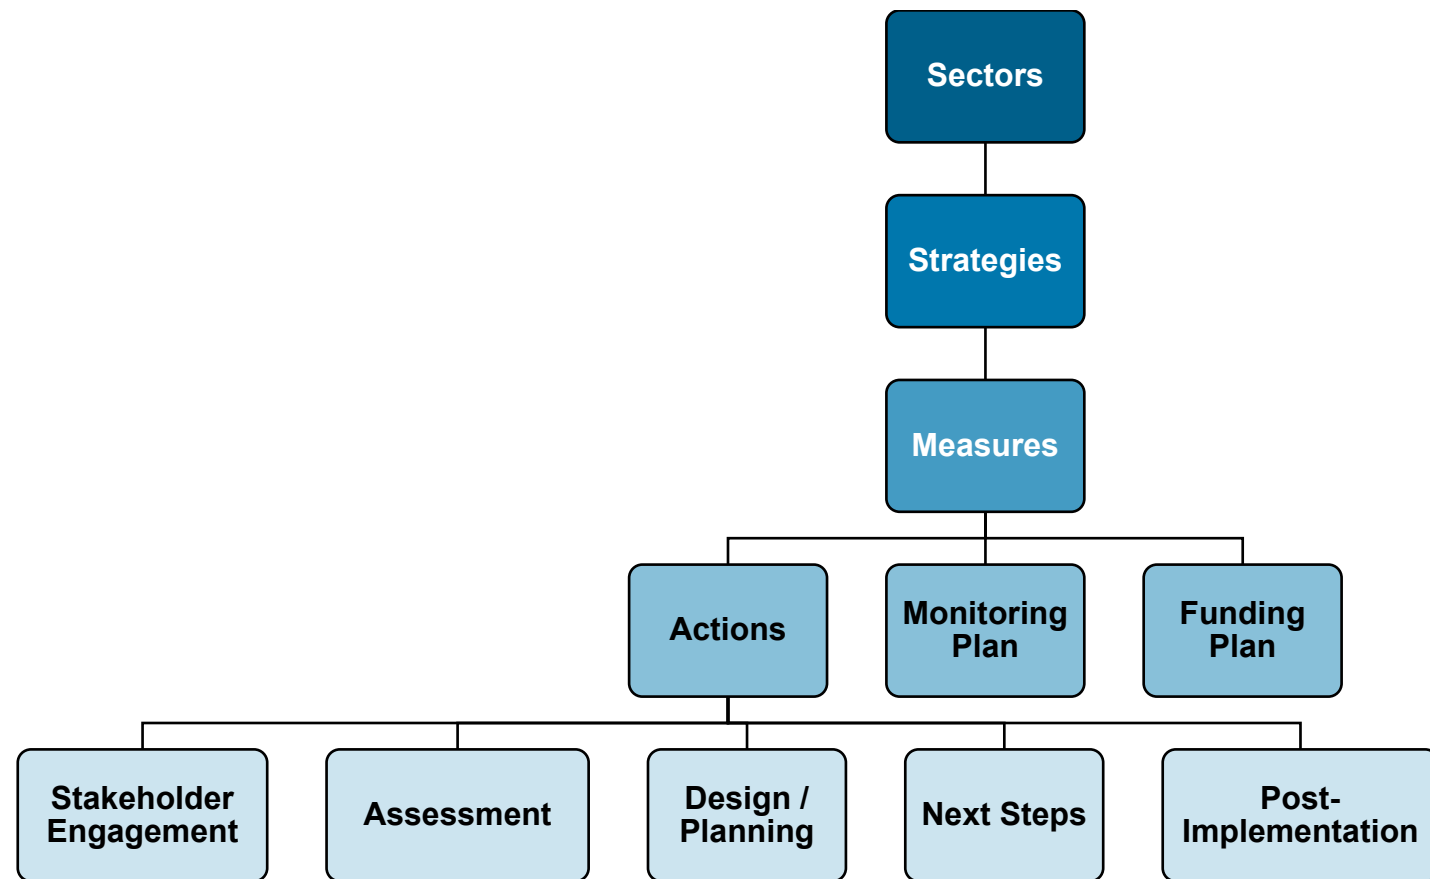 Sectors
Strategies
Measures
Actions
Monitoring
Plan
Funding
Plan
Stakeholder
Engagement
Assessment
Design /
Planning
Next Steps
Post-
Implementation